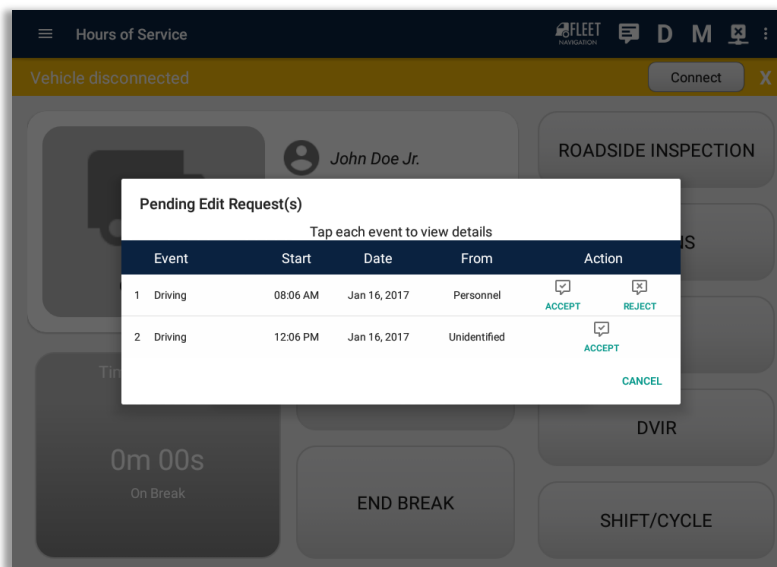 Hours of Service
FLEET
NAVIGATION
D M
Vehicle disconnected
Connect X
John Doe Jr.
ROADSIDE INSPECTION
Pending Edit Request(s)
Tap each event to view details
Event Start Date From Action
1 Driving 08:06 AM Jan 16, 2017 Personnel ACCEPT REJECT
2 Driving 12:06 PM Jan 16, 2017 Unidentified ACCEPT
CANCEL
DVIR
0m 00s
On Break
END BREAK
SHIFT/CYCLE